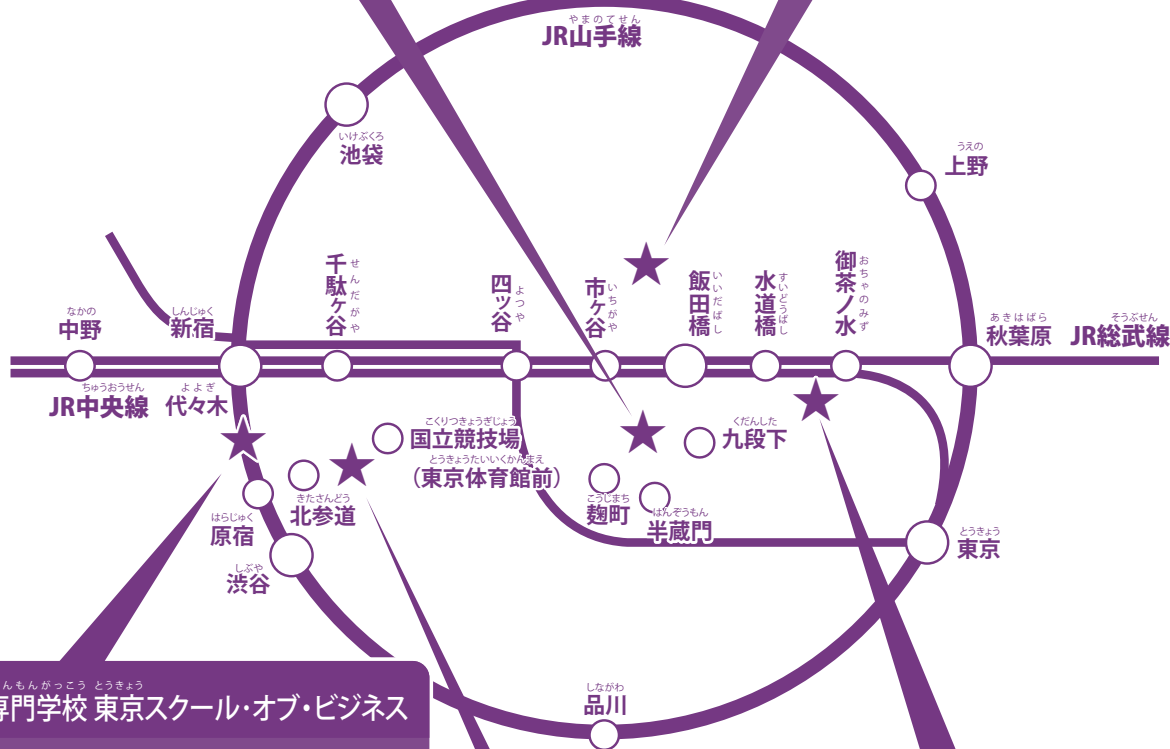 やまのてせん
JR山手線
いけぶくろ
池袋
うえの
上野
せんだがや
千駄ヶ谷
よつや
四ッ谷
いちがや
市ヶ谷
いいだばし
飯田橋
すいどうばし
水道橋
おちゃのみず
御茶ノ水
なかの
中野
しんじゅく
新宿
あきはばら
秋葉原
そうぶせん
JR総武線
ちゅうおうせん
JR中央線
よよぎ
代々木
こくりつきょうぎじょう
国立競技場
とうきょうたいいくかんまえ
(東京体育館前)
くだんした
九段下
きたさんどう
北参道
こうじまち
麹町
はんぞうもん
半蔵門
はらじゅく
原宿
しぶや
渋谷
とうきょう
東京
しながわ
品川
んもんがっこう とうきょう
専門学校 東京スクール・オブ・ビジネス